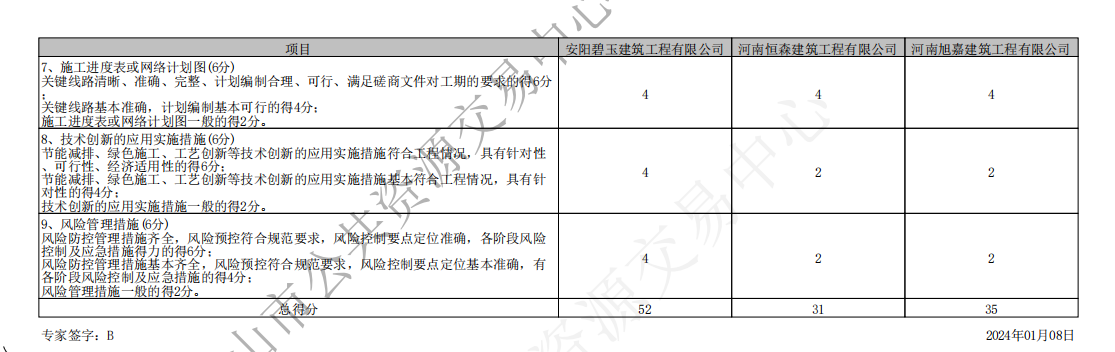 项目 安阳碧玉建筑工程有限公司 河南恒森建筑工程有限公司 河南旭嘉建筑工程有限公司
7、施工进度表或网络计划图(6分)
关键线路清晰、准确、完整、计划编制合理、可行、满足磋商文件对工期的要求的得6分
;
关键线路基本准确，计划编制基本可行的得4分;
施工进度表或网络计划图一般的得2分。
4 4 4
8、技术创新的应用实施措施(6分)
节能减排、绿色施工、工艺创新等技术创新的应用实施措施符合工程情况，具有针对性
、可行性、经济适用性的得6分;
节能减排、绿色施工、工艺创新等技术创新的应用实施措施基本符合工程情况，具有针
对性的得4分;
技术创新的应用实施措施一般的得2分。
4 2 2
9、风险管理措施(6分)
风险防控管理措施齐全，风险预控符合规范要求，风险控制要点定位准确，各阶段风险
控制及应急措施得力的得6分;
风险防控管理措施基本齐全，风险预控符合规范要求，风险控制要点定位基本准确，有
各阶段风险控制及应急措施的得4分;
风险管理措施一般的得2分。
4 2 2
总得分 52 31 35
专家签字：B 2024年01月08日
山市公共资源交易中心
资源交易中心